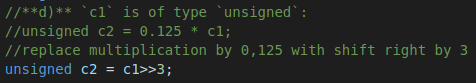 //**d)** `c1` is of type `unsigned`:
//unsigned c2 = 0.125 * c1;
//replace multiplication by 0,125 with shift right by 3
unsigned c2 = c1>>3;